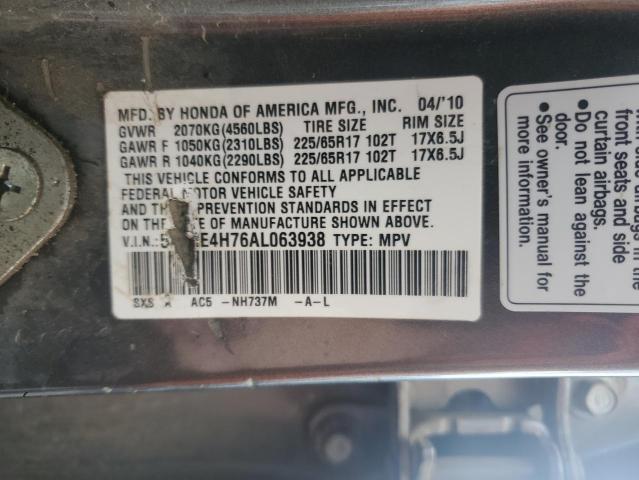 MFD. BY HONDA OF AMERICA MFG., INC. 04/'10
GVWR 2070KG(4560LBS) TIRE SIZE RIM SIZE
GAWR F 1050KG(2310LBS) 225/65R17 102T 17X6.5J
GAWR R 1040KG(2290LBS) 225/65R17 102T 17X6.5J
THIS VEHICLE CONFORMS TO ALL APPLICABLE
FEDERAL MOTOR VEHICLE SAFETY
AND PREVENTION STANDARDS IN EFFECT
ON THE DATE OF MANUFACTURE SHOWN ABOVE.
V.I.N.: E4H76AL063938 TYPE: MPV
SXS A AC5 -NH737M -A-L
front seats and side
curtain airbags.
•Do not lean against the
door.
•See owner's manual for
more information.